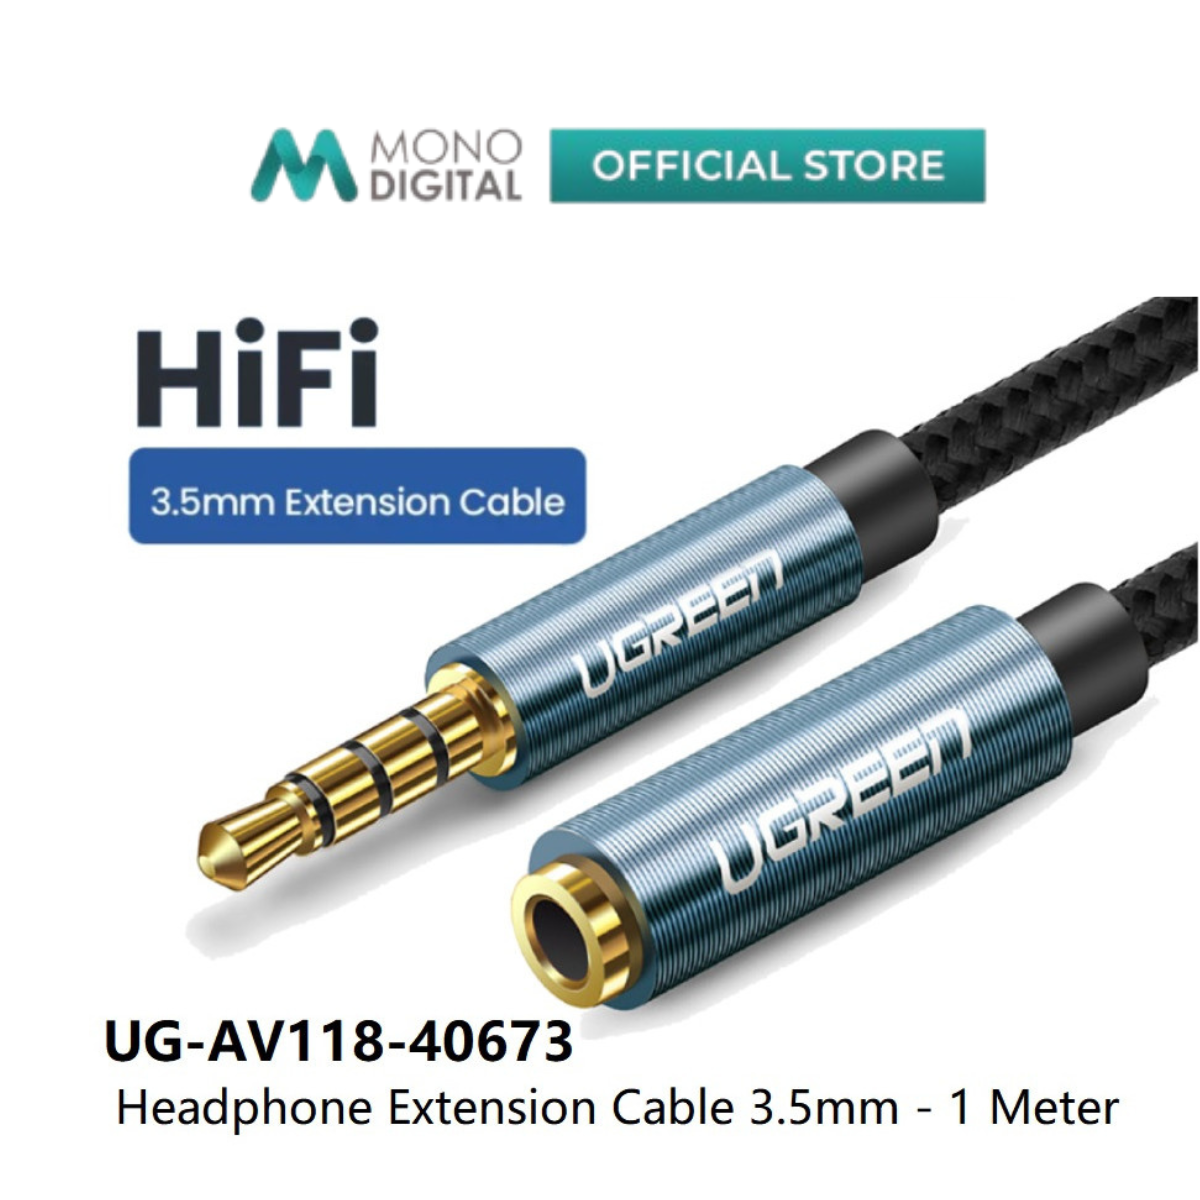 MONO
DIGITAL
OFFICIAL STORE
HiFi
3.5mm Extension Cable
UGREEN
UGREEN
UG-AV118-40673
Headphone Extension Cable 3.5mm - 1 Meter